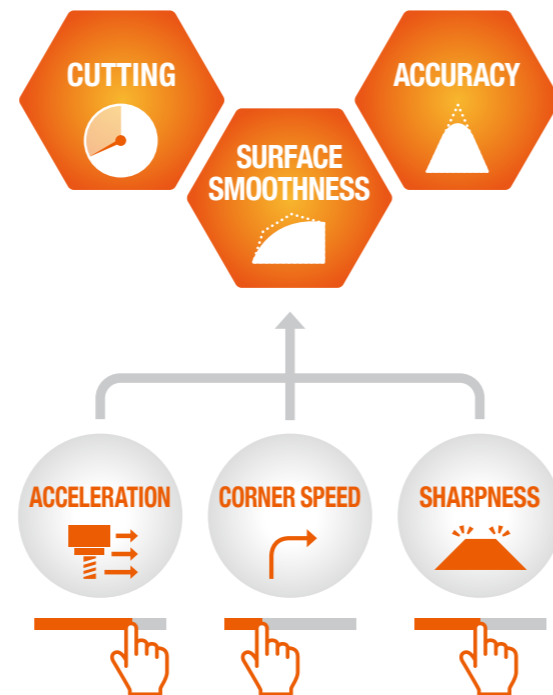 CUTTING
ACCURACY
SURFACE
SMOOTHNESS
ACCELERATION
CORNER SPEED
SHARPNESS